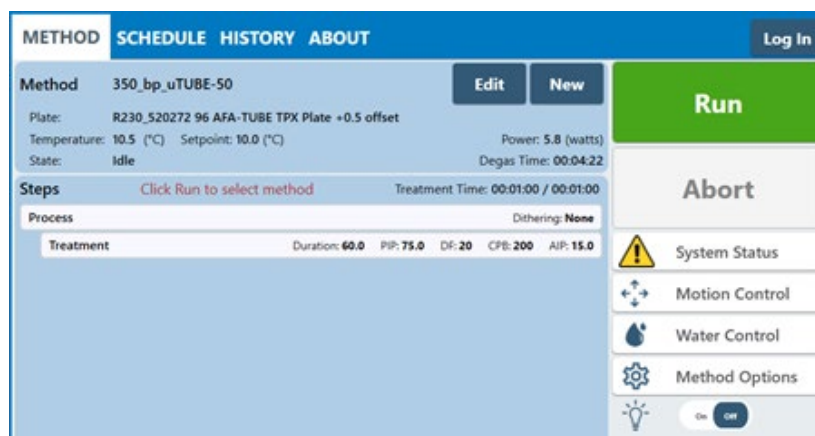 METHOD SCHEDULE HISTORY ABOUT Log In
Method 350_bp_uTUBE-50 Edit New
Plate: R230_520272 96 AFA-TUBE TPX Plate +0.5 offset
Temperature: 10.5 (°C) Setpoint: 10.0 (°C) Power: 5.8 (watts)
State: Idle Degas Time: 00:04:22
Steps Click Run to select method Treatment Time: 00:01:00 / 00:01:00
Process Dithering: None
Treatment Duration: 60.0 PIP: 75.0 DF: 20 CPB: 200 AIP: 15.0
Run
Abort
System Status
Motion Control
Water Control
Method Options
On Off